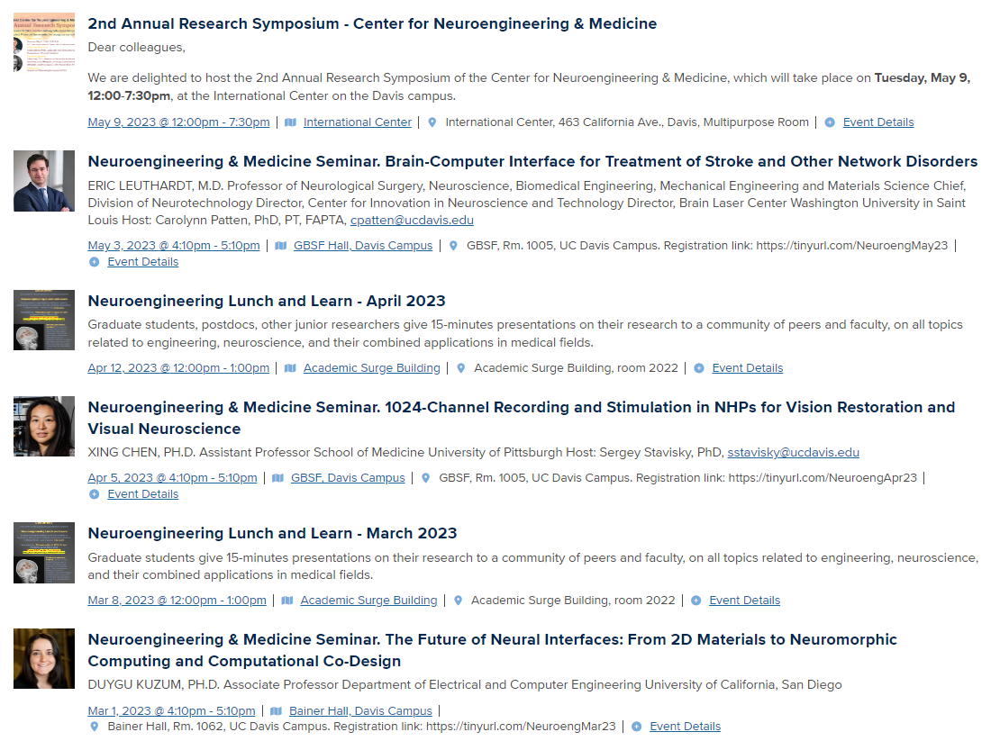 2nd Annual Research Symposium - Center for Neuroengineering & Medicine
Dear colleagues,
We are delighted to host the 2nd Annual Research Symposium of the Center for Neuroengineering & Medicine, which will take place on Tuesday, May 9,
12:00-7:30pm, at the International Center on the Davis campus.
May 9, 2023 @ 12:00pm - 7:30pm | International Center | International Center, 463 California Ave., Davis, Multipurpose Room | Event Details
Neuroengineering & Medicine Seminar. Brain-Computer Interface for Treatment of Stroke and Other Network Disorders
ERIC LEUTHARDT, M.D. Professor of Neurological Surgery, Neuroscience, Biomedical Engineering, Mechanical Engineering and Materials Science Chief,
Division of Neurotechnology Director, Center for Innovation in Neuroscience and Technology Director, Brain Laser Center Washington University in Saint
Louis Host: Carolynn Patten, PhD, PT, FAPTA, cpatten@ucdavis.edu
May 3, 2023 @ 4:10pm - 5:10pm | GBSF Hall, Davis Campus | GBSF, Rm. 1005, UC Davis Campus. Registration link: https://tinyurl.com/NeuroengMay23 |
Event Details
Neuroengineering Lunch and Learn - April 2023
Graduate students, postdocs, other junior researchers give 15-minutes presentations on their research to a community of peers and faculty, on all topics
related to engineering, neuroscience, and their combined applications in medical fields.
Apr 12, 2023 @ 12:00pm - 1:00pm | Academic Surge Building | Academic Surge Building, room 2022 | Event Details
Neuroengineering & Medicine Seminar. 1024-Channel Recording and Stimulation in NHPs for Vision Restoration and
Visual Neuroscience
XING CHEN, PH.D. Assistant Professor School of Medicine University of Pittsburgh Host: Sergey Stavisky, PhD, sstavisky@ucdavis.edu
Apr 5, 2023 @ 4:10pm - 5:10pm | GBSF, Davis Campus | GBSF, Rm. 1005, UC Davis Campus. Registration link: https://tinyurl.com/NeuroengApr23 |
Event Details
Neuroengineering Lunch and Learn - March 2023
Graduate students give 15-minutes presentations on their research to a community of peers and faculty, on all topics related to engineering, neuroscience,
and their combined applications in medical fields.
Mar 8, 2023 @ 12:00pm - 1:00pm | Academic Surge Building | Academic Surge Building, room 2022 | Event Details
Neuroengineering & Medicine Seminar. The Future of Neural Interfaces: From 2D Materials to Neuromorphic
Computing and Computational Co-Design
DUYGU KUZUM, PH.D. Associate Professor Department of Electrical and Computer Engineering University of California, San Diego
Mar 1, 2023 @ 4:10pm - 5:10pm | Bainer Hall, Davis Campus |
Bainer Hall, Rm. 1062, UC Davis Campus. Registration link: https://tinyurl.com/NeuroengMar23 | Event Details